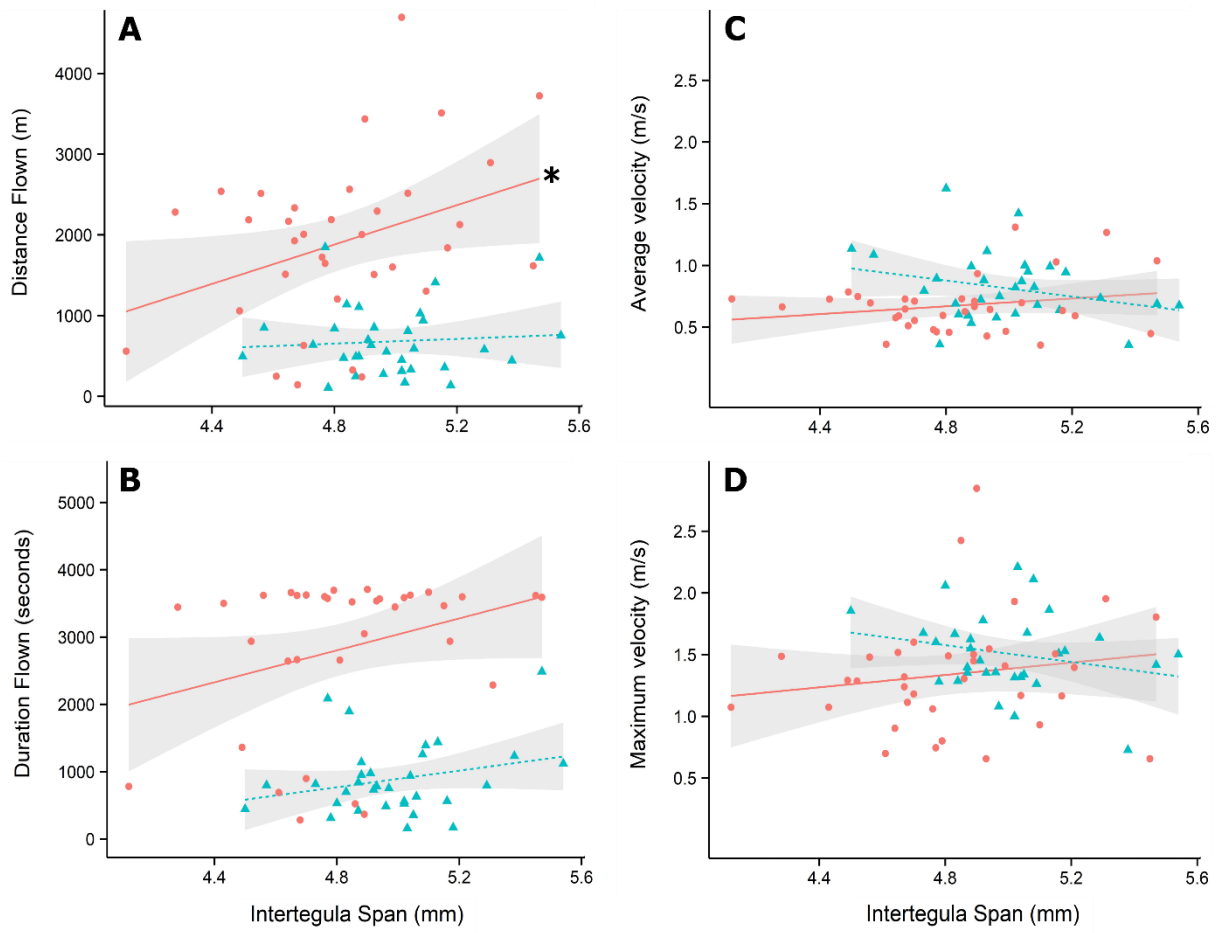 A
Distance Flown (m)
4000
3000
2000
1000
0
*
4.4 4.8 5.2 5.6
C
Average velocity (m/s)
2.5
2.0
1.5
1.0
0.5
4.4 4.8 5.2 5.6
B
Duration Flown (seconds)
5000
4000
3000
2000
1000
0
4.4 4.8 5.2 5.6
Intertegula Span (mm)
D
Maximum velocity (m/s)
2.5
2.0
1.5
1.0
0.5
4.4 4.8 5.2 5.6
Intertegula Span (mm)